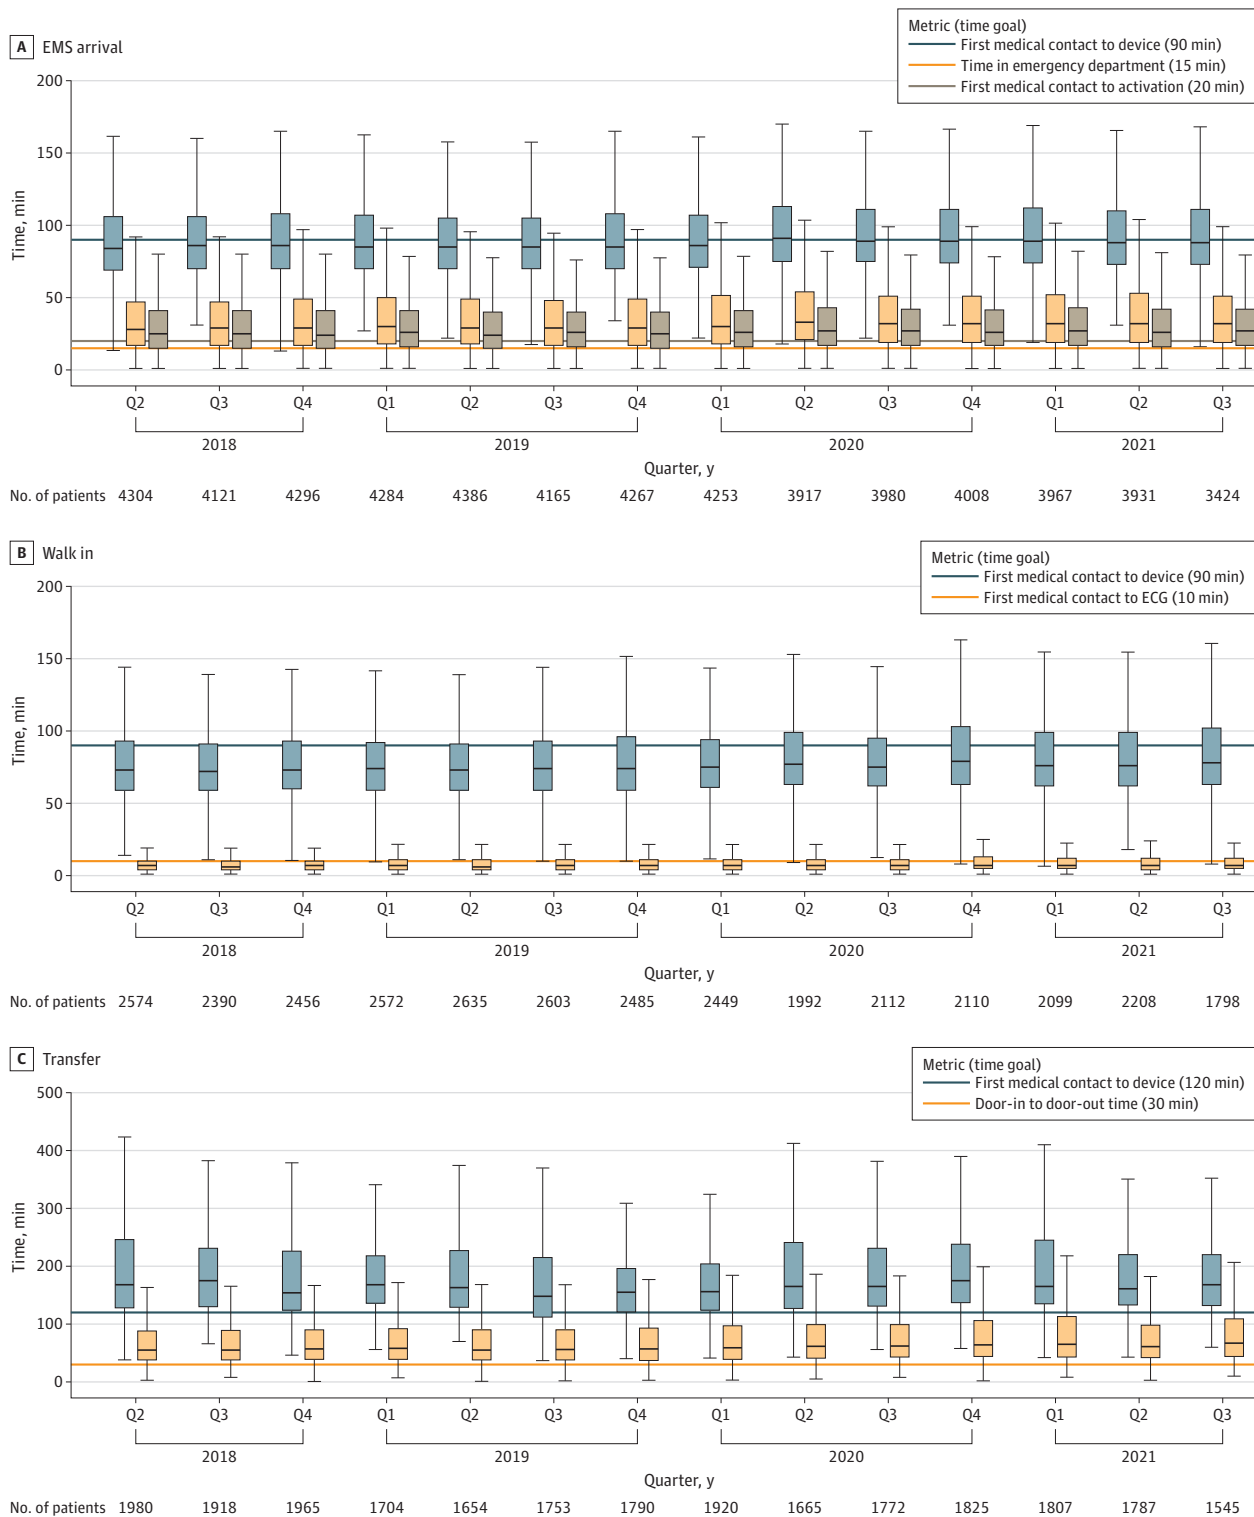 A EMS arrival
Metric (time goal)
First medical contact to device (90 min)
Time in emergency department (15 min)
First medical contact to activation (20 min)
200
150
100
50
0
Time, min
Q2 Q3 Q4 Q1 Q2 Q3 Q4 Q1 Q2 Q3 Q4 Q1 Q2 Q3
2018 2019 2020 2021
Quarter, y
No. of patients 4304 4121 4296 4284 4386 4165 4267 4253 3917 3980 4008 3967 3931 3424
B Walk in
Metric (time goal)
First medical contact to device (90 min)
First medical contact to ECG (10 min)
200
150
100
50
0
Time, min
Q2 Q3 Q4 Q1 Q2 Q3 Q4 Q1 Q2 Q3 Q4 Q1 Q2 Q3
2018 2019 2020 2021
Quarter, y
No. of patients 2574 2390 2456 2572 2635 2603 2485 2449 1992 2112 2110 2099 2208 1798
C Transfer
Metric (time goal)
First medical contact to device (120 min)
Door-in to door-out time (30 min)
500
400
300
200
100
0
Time, min
Q2 Q3 Q4 Q1 Q2 Q3 Q4 Q1 Q2 Q3 Q4 Q1 Q2 Q3
2018 2019 2020 2021
Quarter, y
No. of patients 1980 1918 1965 1704 1654 1753 1790 1920 1665 1772 1825 1807 1787 1545